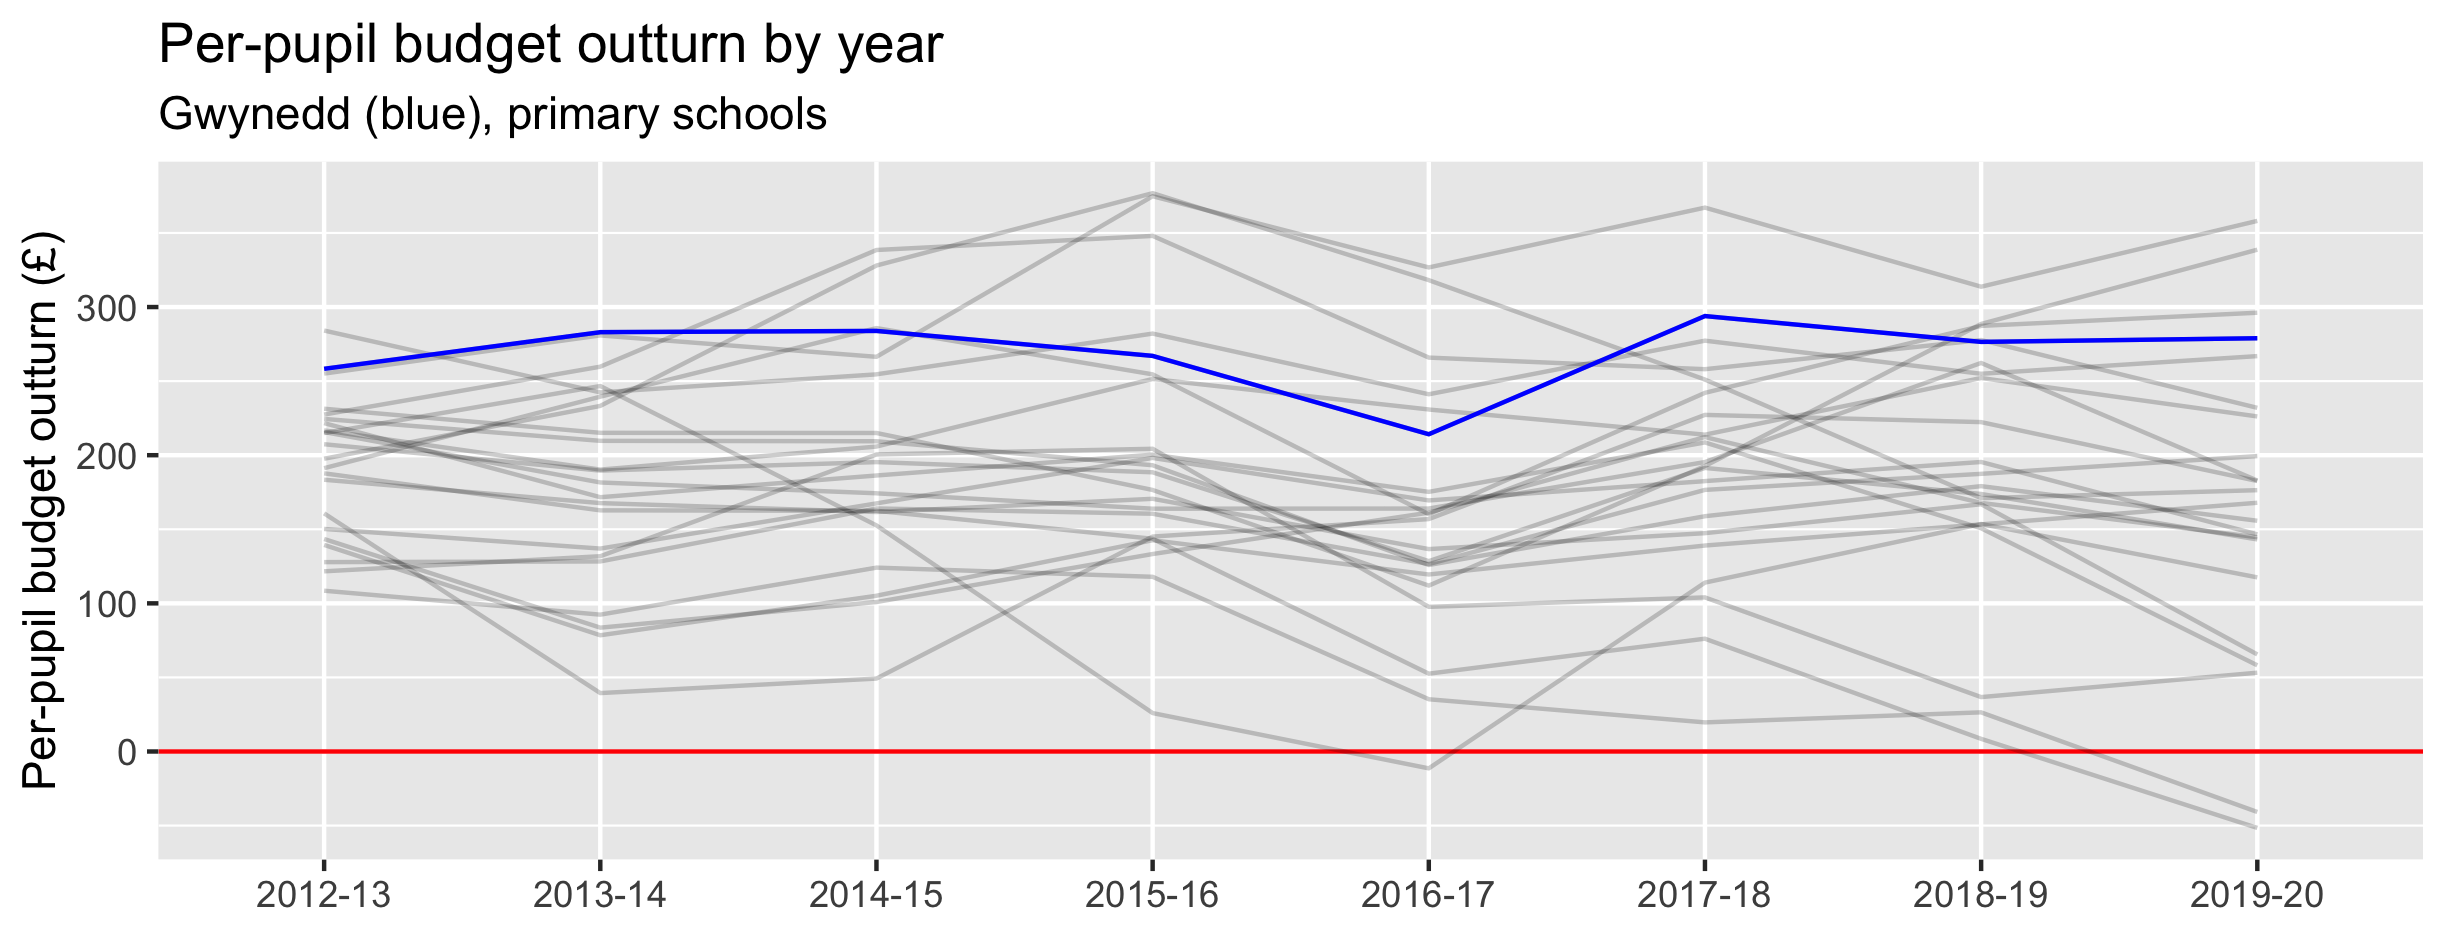 Per-pupil budget outturn by year
Gwynedd (blue), primary schools
Per-pupil budget outturn (£)
300
200
100
0
2012-13 2013-14 2014-15 2015-16 2016-17 2017-18 2018-19 2019-20